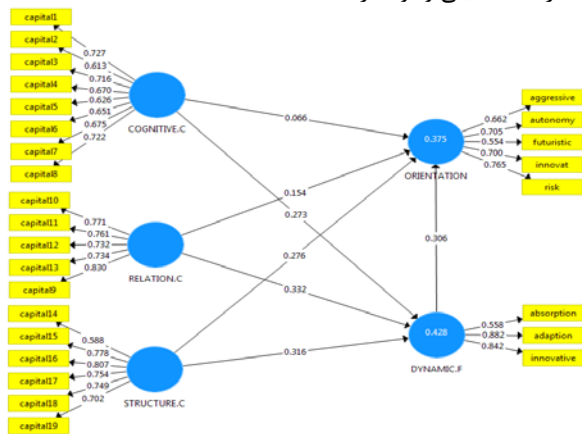 capital1
capital2
capital3
capital4
capital5
capital6
capital7
capital8
0.727
0.613
0.716
0.670
0.626
0.651
0.675
0.722
COGNITIVE.C
capital10
capital11
capital12
capital13
capital9
0.771
0.761
0.732
0.734
0.830
RELATION.C
capital14
capital15
capital16
capital17
capital18
capital19
0.588
0.778
0.807
0.754
0.749
0.702
STRUCTURE.C
0.066
0.154
0.273
0.276
0.332
0.316
0.306
0.375
ORIENTATION
0.662
0.705
0.554
0.700
0.765
aggressive
autonomy
futuristic
innovat
risk
0.428
DYNAMIC.F
0.558
0.882
0.842
absorption
adaption
innovative